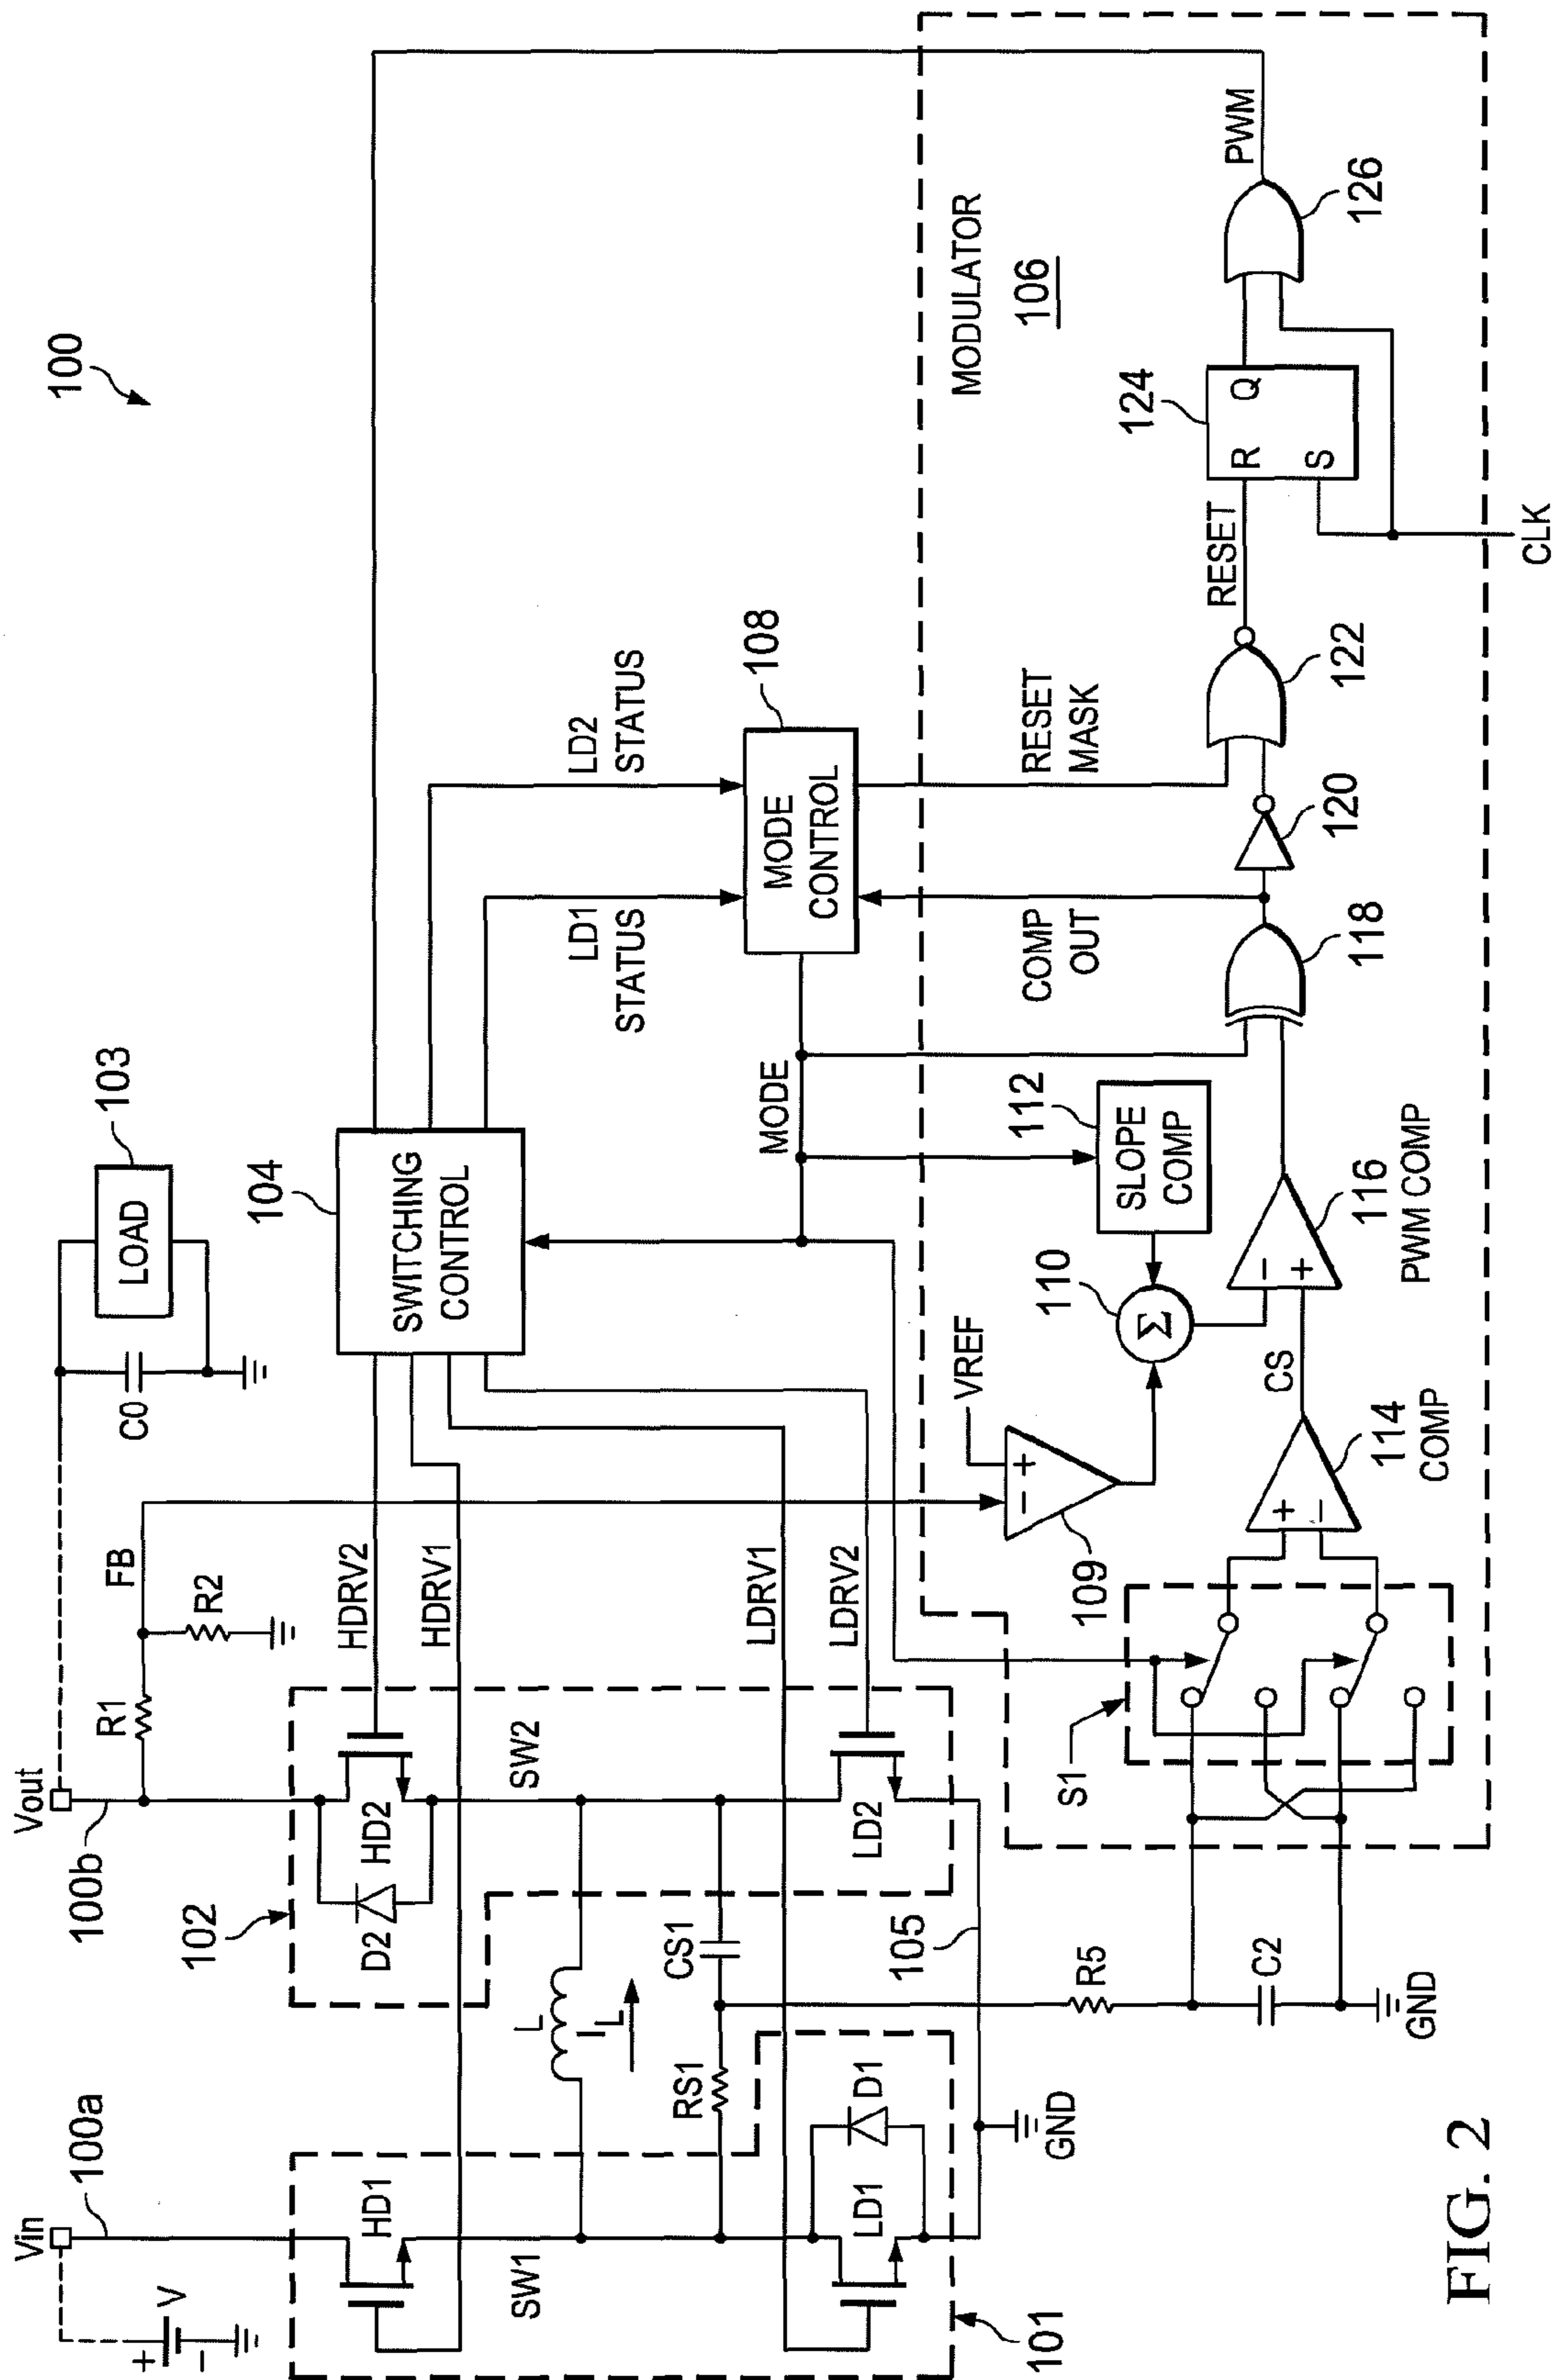 100
Vin
100a
V
+
−
Vout
100b
R1
FB
R2
C0
LOAD
103
102
D2
HD2
HD1
SW1
SW2
HDRV2
HDRV1
LDRV1
LDRV2
104
SWITCHING
CONTROL
L
IL
CS1
RS1
LD1
D1
LD2
101
105
GND
R5
C2
GND
LD1
STATUS
LD2
STATUS
108
MODE
CONTROL
MODE
COMP
OUT
RESET
MASK
MODULATOR
106
VREF
+
−
109
110
Σ
112
SLOPE
COMP
S1
+
−
114
COMP
CS
−
+
116
PWM COMP
118
120
122
RESET
124
R
S
Q
126
PWM
CLK
FIG. 2